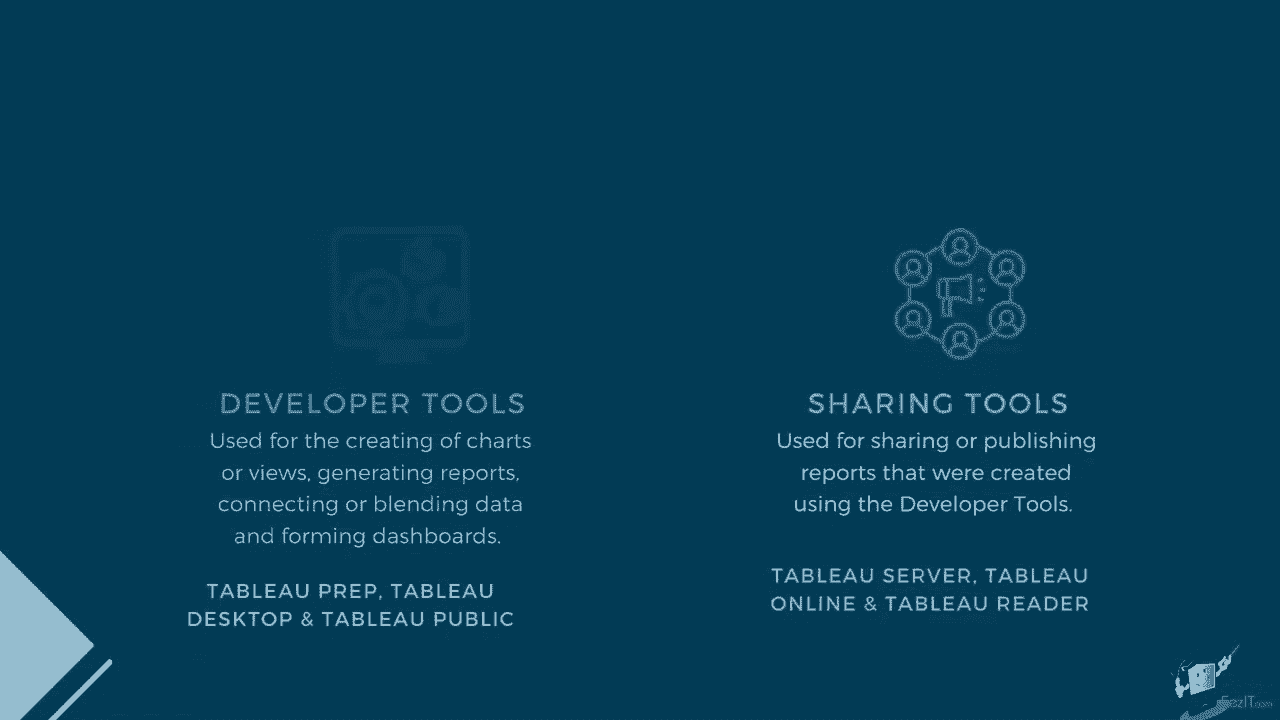 DEVELOPER TOOLS
Used for the creating of charts
or views, generating reports,
connecting or blending data
and forming dashboards.
TABLEAU PREP, TABLEAU
DESKTOP & TABLEAU PUBLIC
SHARING TOOLS
Used for sharing or publishing
reports that were created
using the Developer Tools.
TABLEAU SERVER, TABLEAU
ONLINE & TABLEAU READER